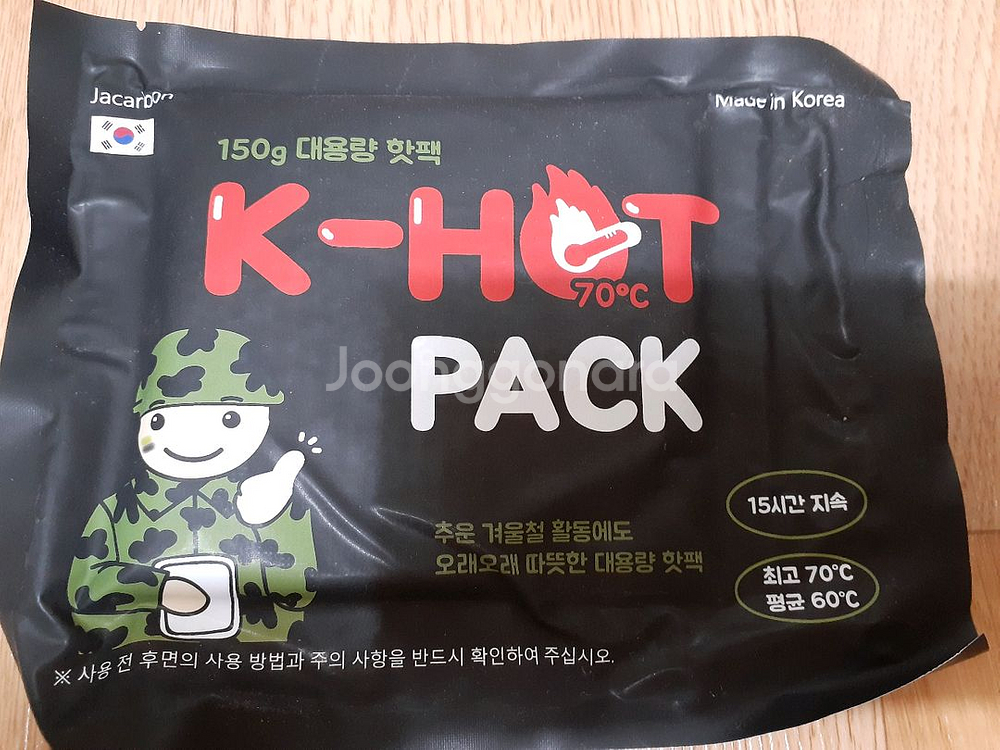 Jacarbon
Made in Korea
150g 대용량 핫팩
K-HOT
70℃
PACK
Joonggonara
15시간 지속
추운 겨울철 활동에도
오래오래 따뜻한 대용량 핫팩
최고 70℃
평균 60℃
※ 사용 전 후면의 사용 방법과 주의 사항을 반드시 확인하여 주십시오.